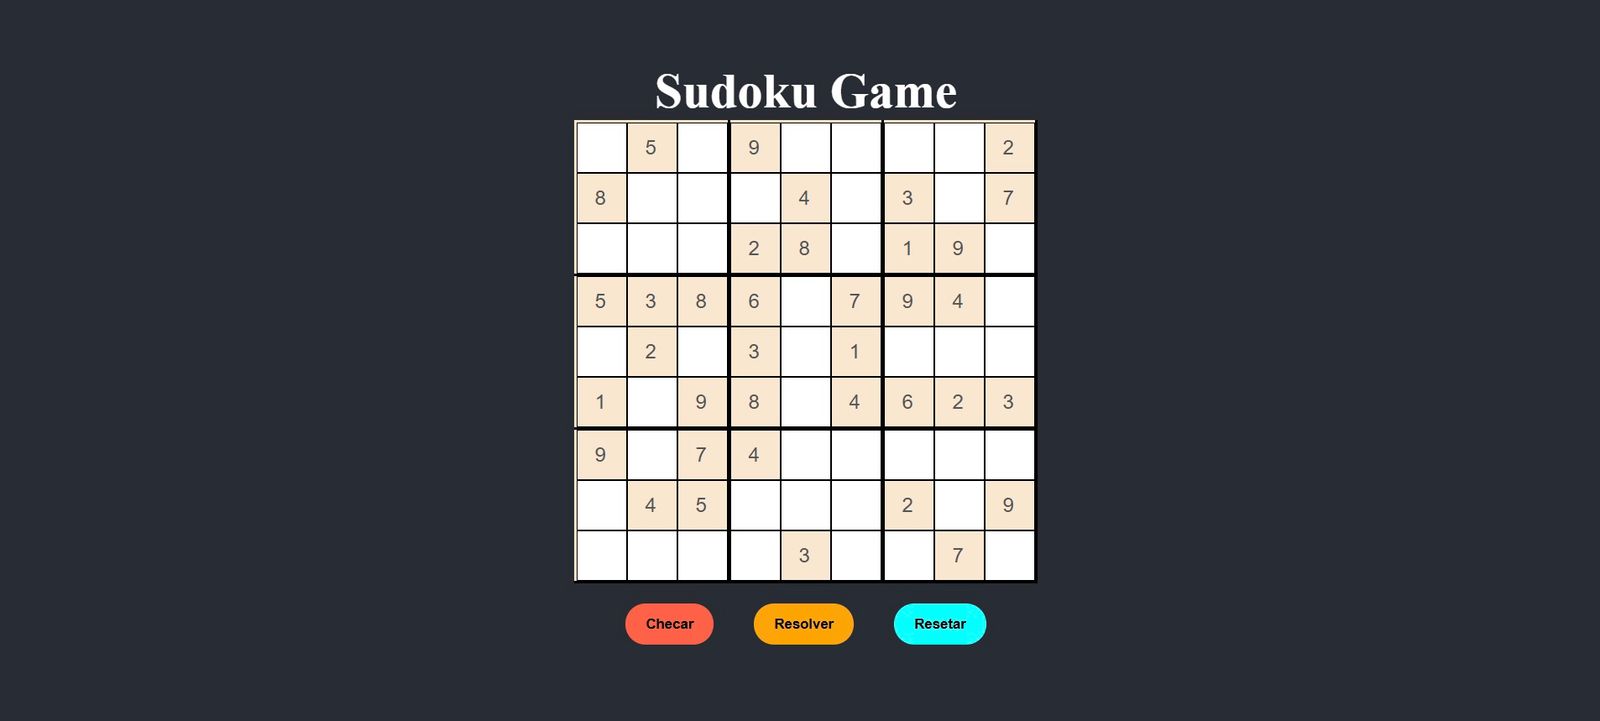 Sudoku Game
5 9 2
8 4 3 7
2 8 1 9
5 3 8 6 7 9 4
2 3 1
1 9 8 4 6 2 3
9 7 4
4 5 2 9
3 7
Checar Resolver Resetar